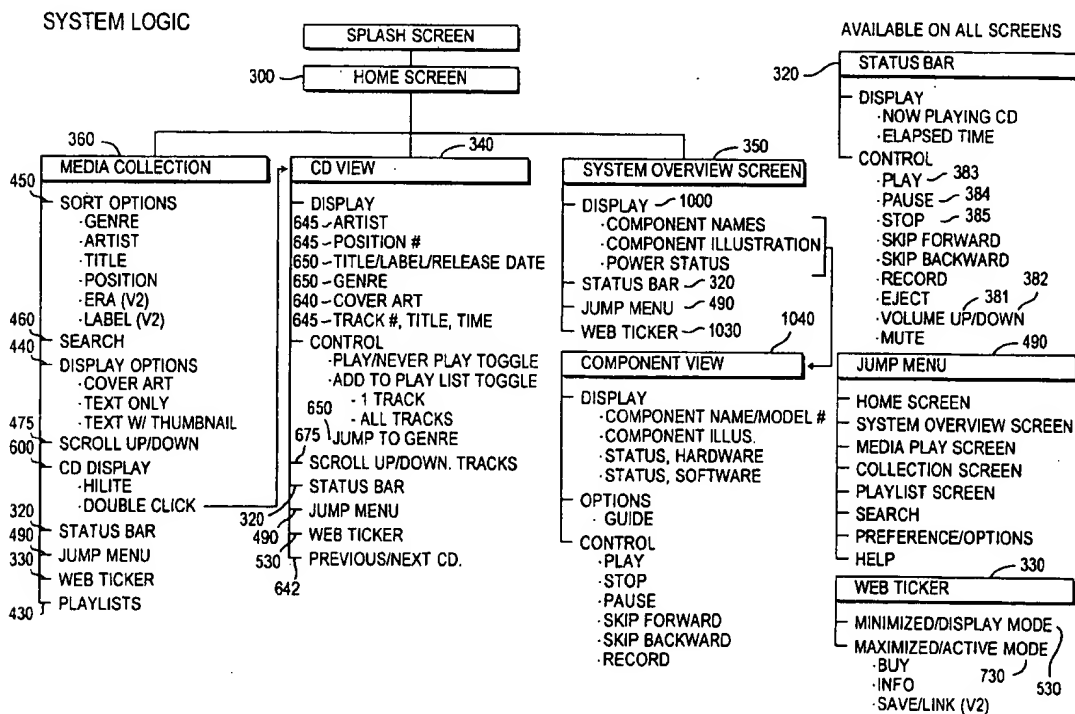 SYSTEM LOGIC
SPLASH SCREEN
300
HOME SCREEN
360
MEDIA COLLECTION
450
SORT OPTIONS
·GENRE
·ARTIST
·TITLE
·POSITION
·ERA (V2)
·LABEL (V2)
460
SEARCH
440
DISPLAY OPTIONS
·COVER ART
·TEXT ONLY
·TEXT W/ THUMBNAIL
475
SCROLL UP/DOWN
600
CD DISPLAY
·HILITE
·DOUBLE CLICK
320
STATUS BAR
490
JUMP MENU
330
WEB TICKER
430
PLAYLISTS
340
CD VIEW
DISPLAY
645 ARTIST
645 POSITION #
650 TITLE/LABEL/RELEASE DATE
650 GENRE
640 COVER ART
645 TRACK #, TITLE, TIME
CONTROL
·PLAY/NEVER PLAY TOGGLE
·ADD TO PLAY LIST TOGGLE
- 1 TRACK
- ALL TRACKS
650
JUMP TO GENRE
675
SCROLL UP/DOWN. TRACKS
STATUS BAR
320
JUMP MENU
490
WEB TICKER
530
PREVIOUS/NEXT CD.
642
350
SYSTEM OVERVIEW SCREEN
DISPLAY 1000
·COMPONENT NAMES
·COMPONENT ILLUSTRATION
·POWER STATUS
STATUS BAR 320
JUMP MENU 490
WEB TICKER 1030
1040
COMPONENT VIEW
DISPLAY
·COMPONENT NAME/MODEL #
·COMPONENT ILLUS.
·STATUS, HARDWARE
·STATUS, SOFTWARE
OPTIONS
· GUIDE
CONTROL
·PLAY
·STOP
·PAUSE
·SKIP FORWARD
·SKIP BACKWARD
·RECORD
AVAILABLE ON ALL SCREENS
320
STATUS BAR
DISPLAY
·NOW PLAYING CD
·ELAPSED TIME
CONTROL
·PLAY 383
·PAUSE 384
·STOP 385
·SKIP FORWARD
·SKIP BACKWARD
·RECORD
·EJECT 381 382
·VOLUME UP/DOWN
·MUTE
490
JUMP MENU
HOME SCREEN
SYSTEM OVERVIEW SCREEN
MEDIA PLAY SCREEN
COLLECTION SCREEN
PLAYLIST SCREEN
SEARCH
PREFERENCE/OPTIONS
HELP
330
WEB TICKER
MINIMIZED/DISPLAY MODE
530
MAXIMIZED/ACTIVE MODE
730
·BUY
·INFO
·SAVE/LINK (V2)